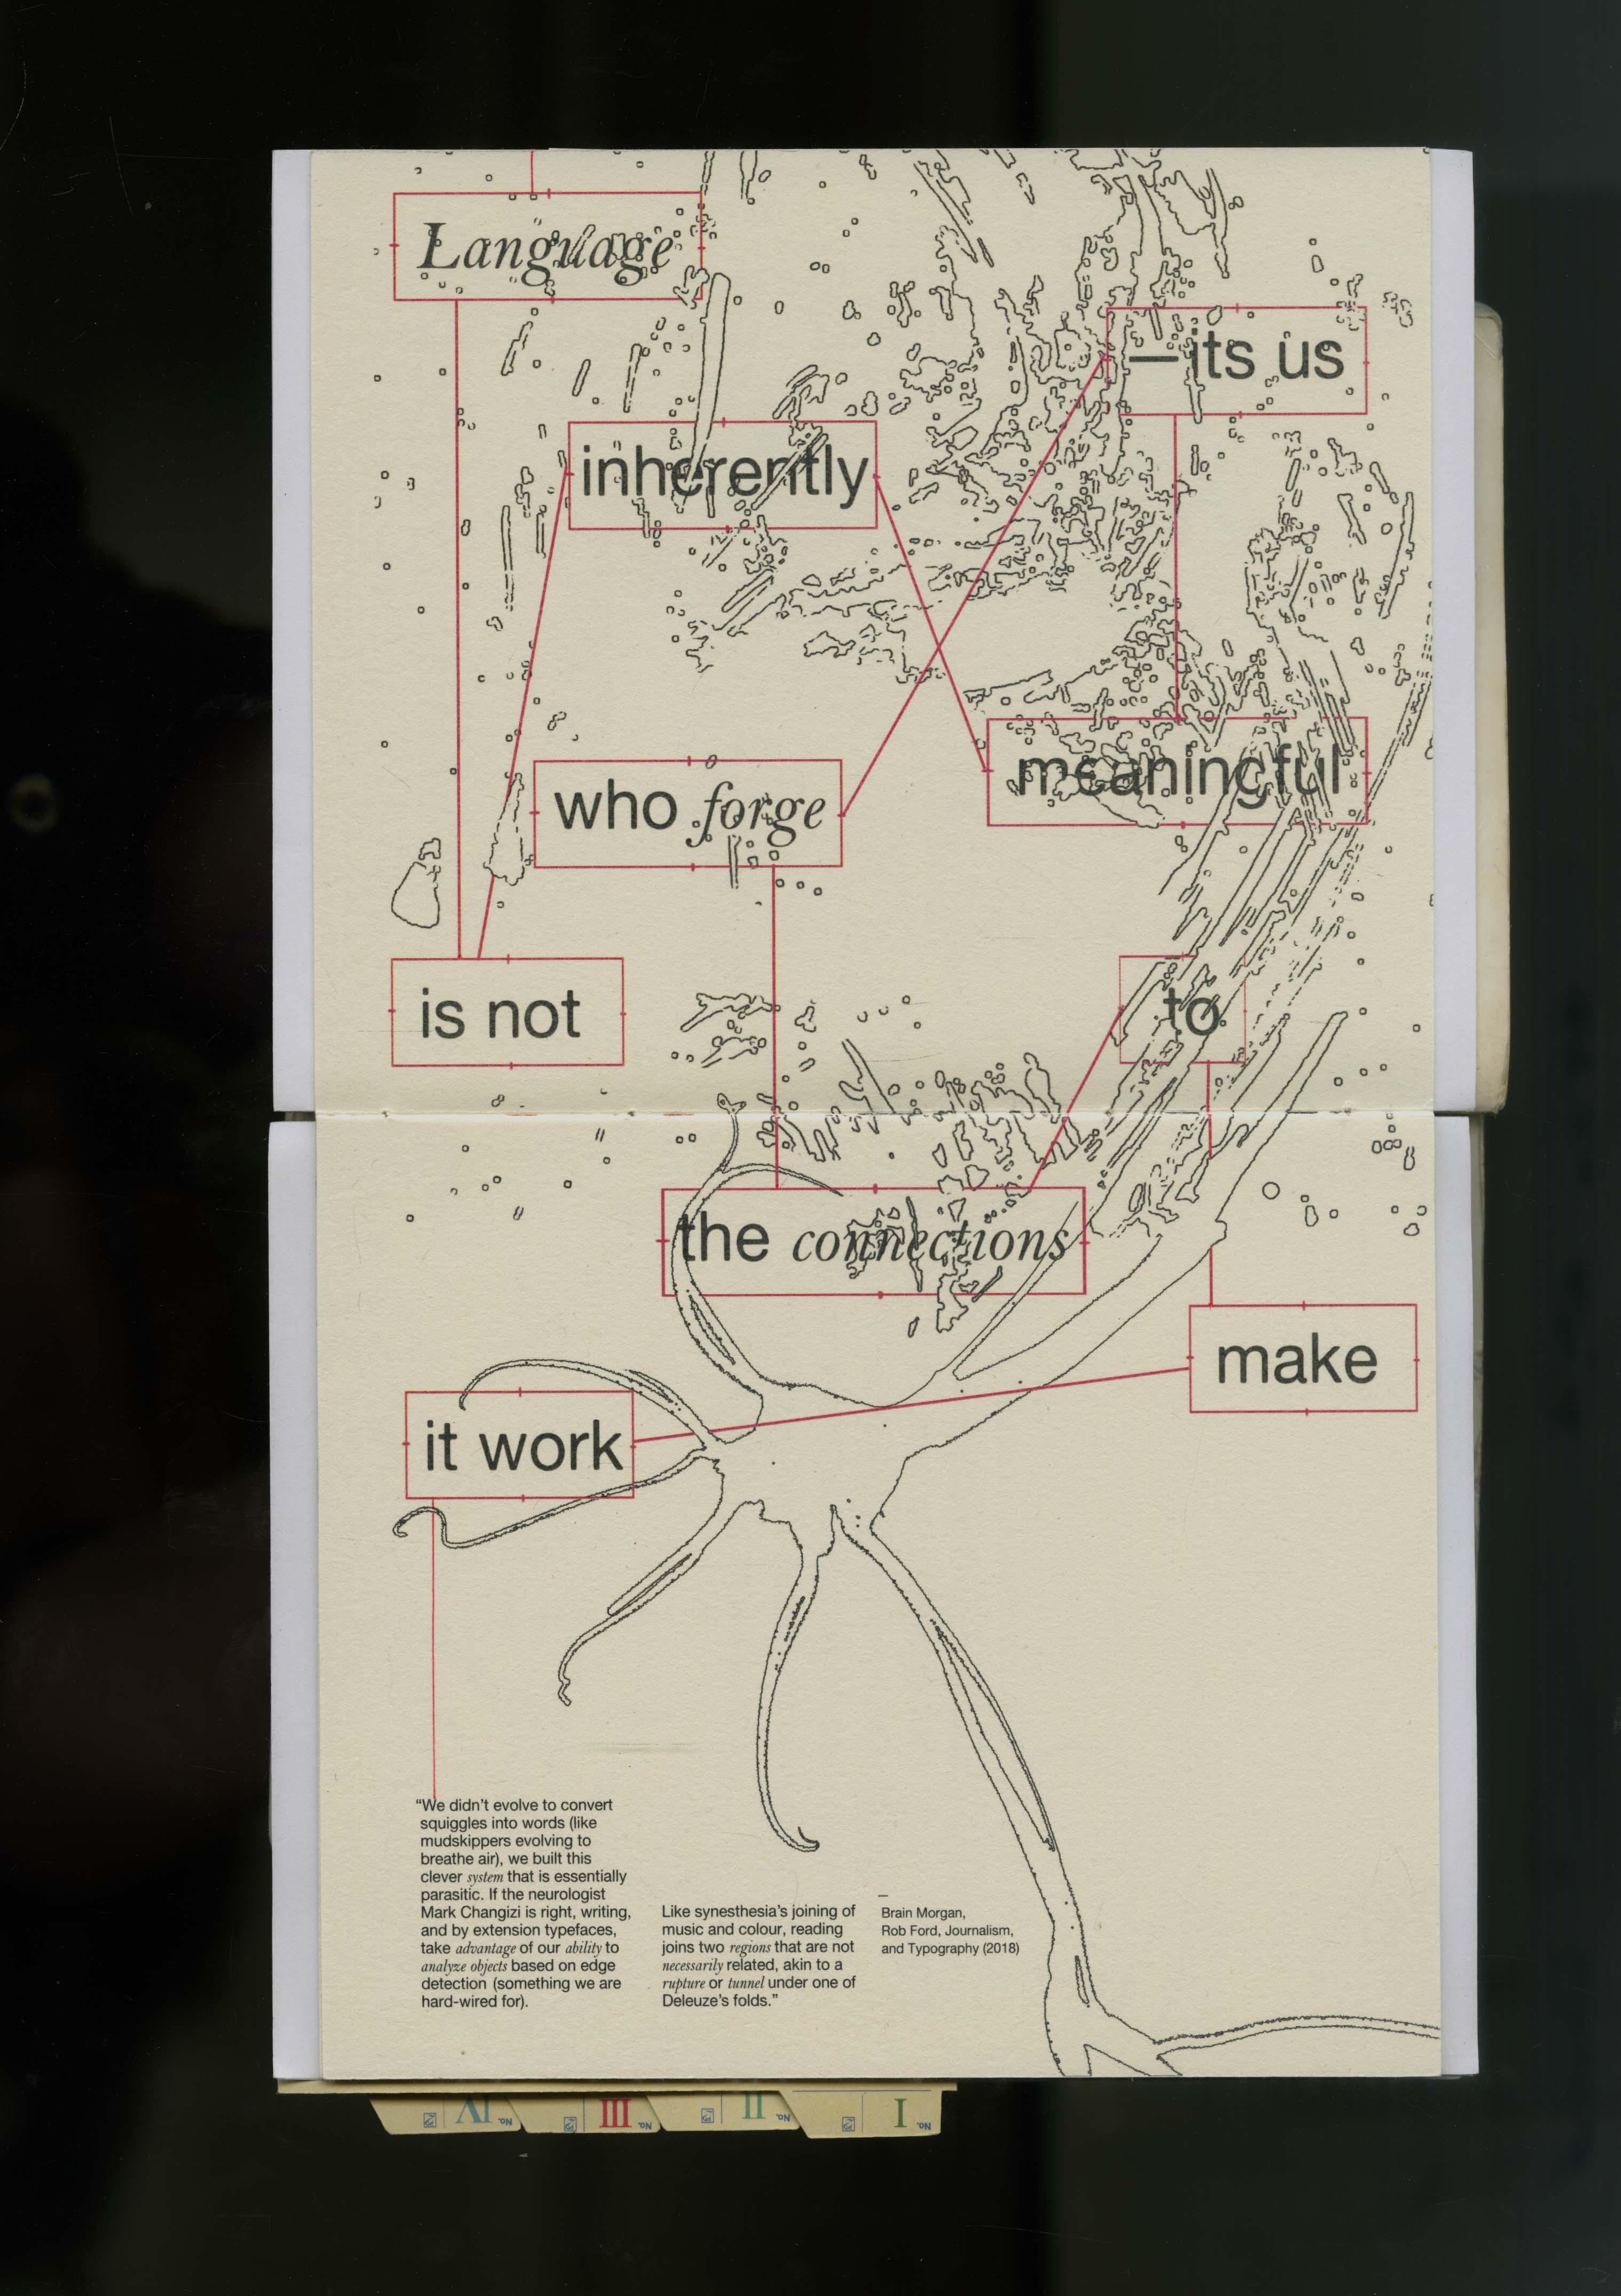 Language
is not
inherently
meaningful
—its us
who forge
the connections
to
make
it work
“We didn’t evolve to convert
squiggles into words (like
mudskippers evolving to
breathe air), we built this
clever system that is essentially
parasitic. If the neurologist
Mark Changizi is right, writing,
and by extension typefaces,
take advantage of our ability to
analyze objects based on edge
detection (something we are
hard-wired for).
Like synesthesia’s joining of
music and colour, reading
joins two regions that are not
necessarily related, akin to a
rupture or tunnel under one of
Deleuze’s folds.”
—
Brain Morgan,
Rob Ford, Journalism,
and Typography (2018)
No. I
No. II
No. III
No. IV